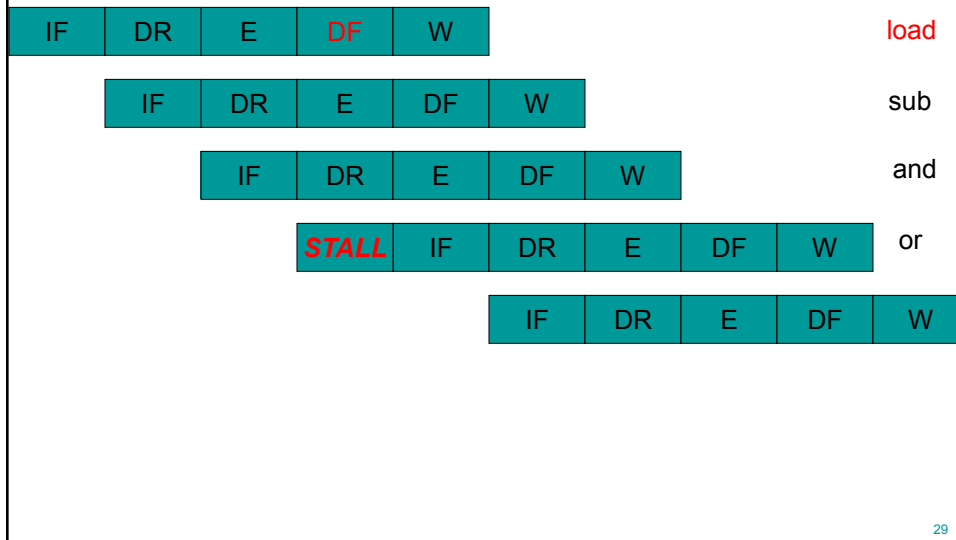 IF DR E DF W load
IF DR E DF W sub
IF DR E DF W and
STALL IF DR E DF W or
IF DR E DF W
29